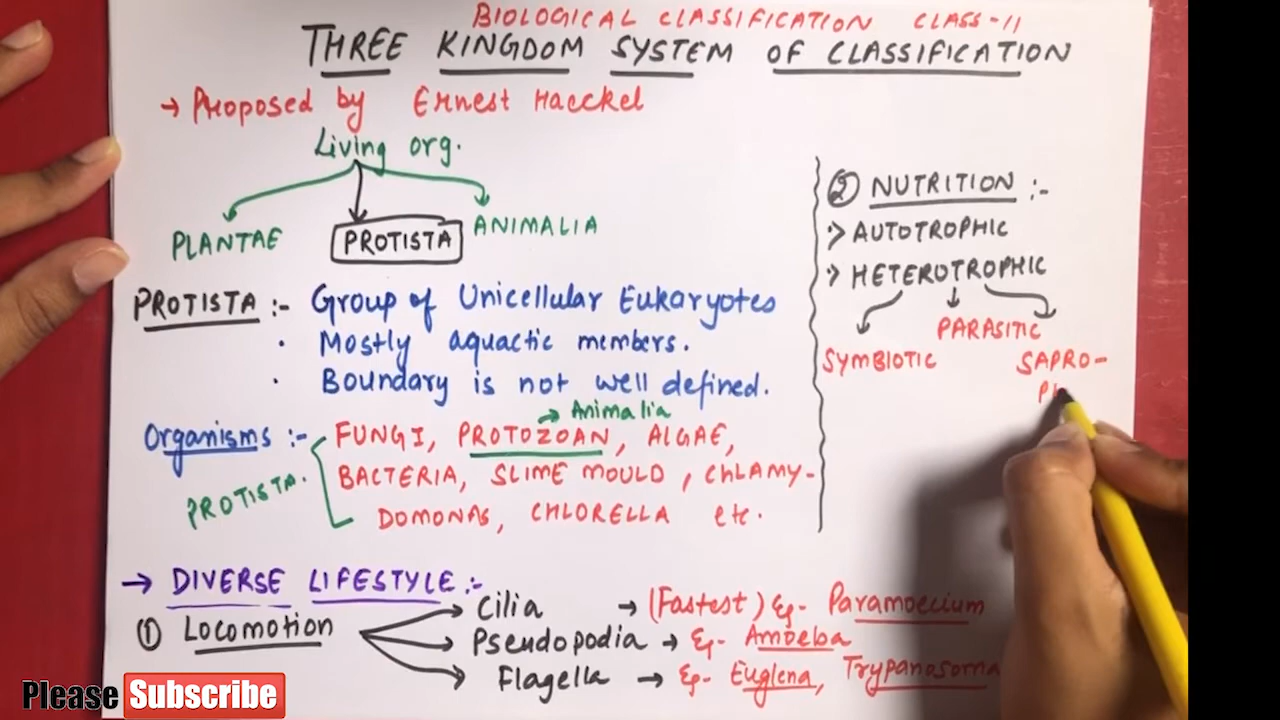 BIOLOGICAL CLASSIFICATION CLASS-11
THREE KINGDOM SYSTEM OF CLASSIFICATION
→ Proposed by Ernest Haeckel
Living org.
PLANTAE PROTISTA ANIMALIA
PROTISTA :- Group of Unicellular Eukaryotes
· Mostly aquactic members.
· Boundary is not well defined.
→ Animalia
Organisms :- FUNGI, PROTOZOAN, ALGAE,
PROTISTA. BACTERIA, SLIME MOULD, CHLAMY-
DOMONAS, CHLORELLA etc.
→ DIVERSE LIFESTYLE :-
① Locomotion
Cilia → (Fastest) Eg- Paramoecium
Pseudopodia → Eg- Amoeba
Flagella → Eg- Euglena, Trypanosoma
② NUTRITION :-
> AUTOTROPHIC
> HETEROTROPHIC
PARASITIC
SYMBIOTIC SAPRO-
Please Subscribe